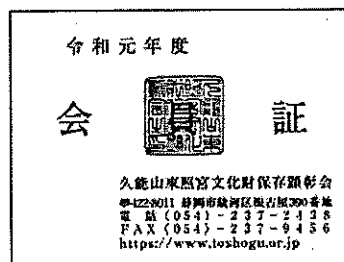 令和元年度
会員証
久能山東照宮文化財保存顕彰会
〒422-8011 静岡市駿河区根古屋390番地
電話(054)-237-2438
FAX(054)-237-9456
https://www.toshogu.or.jp